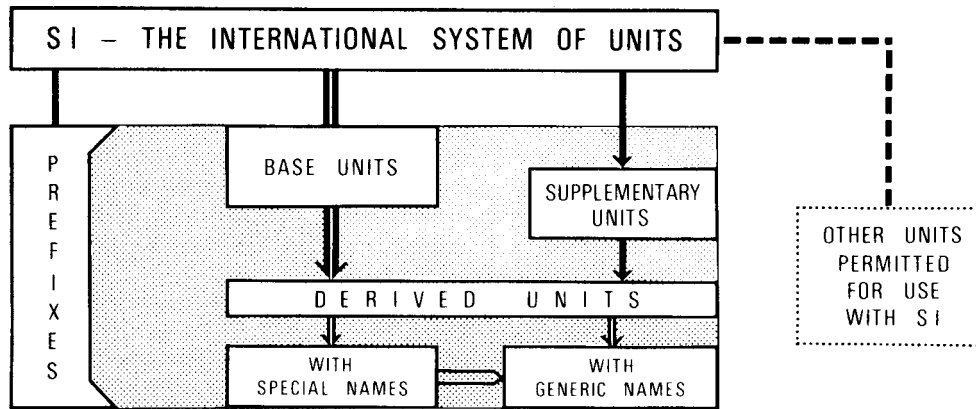 SI – THE INTERNATIONAL SYSTEM OF UNITS
PREFIXES
BASE UNITS
SUPPLEMENTARY
UNITS
OTHER UNITS
PERMITTED
FOR USE
WITH SI
DERIVED UNITS
WITH
SPECIAL NAMES
WITH
GENERIC NAMES